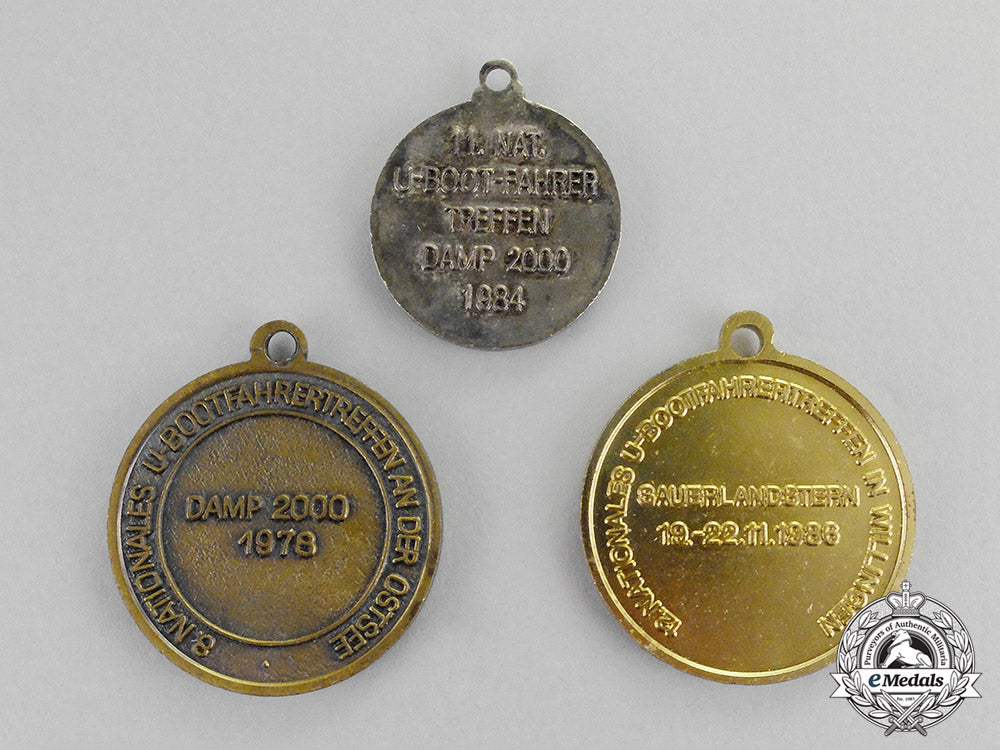 11. NAT.
U-BOOT-FAHRER
TREFFEN
DAMP 2000
1984
8. NATIONALES U-BOOTFAHRERTREFFEN AN DER OSTSEE
DAMP 2000
1978
12. NATIONALES U-BOOTFAHRERTREFFEN IN WILLINGEN
SAUERLANDSTERN
19.-22.11.1986
Purveyors of Authentic Militaria
eMedals